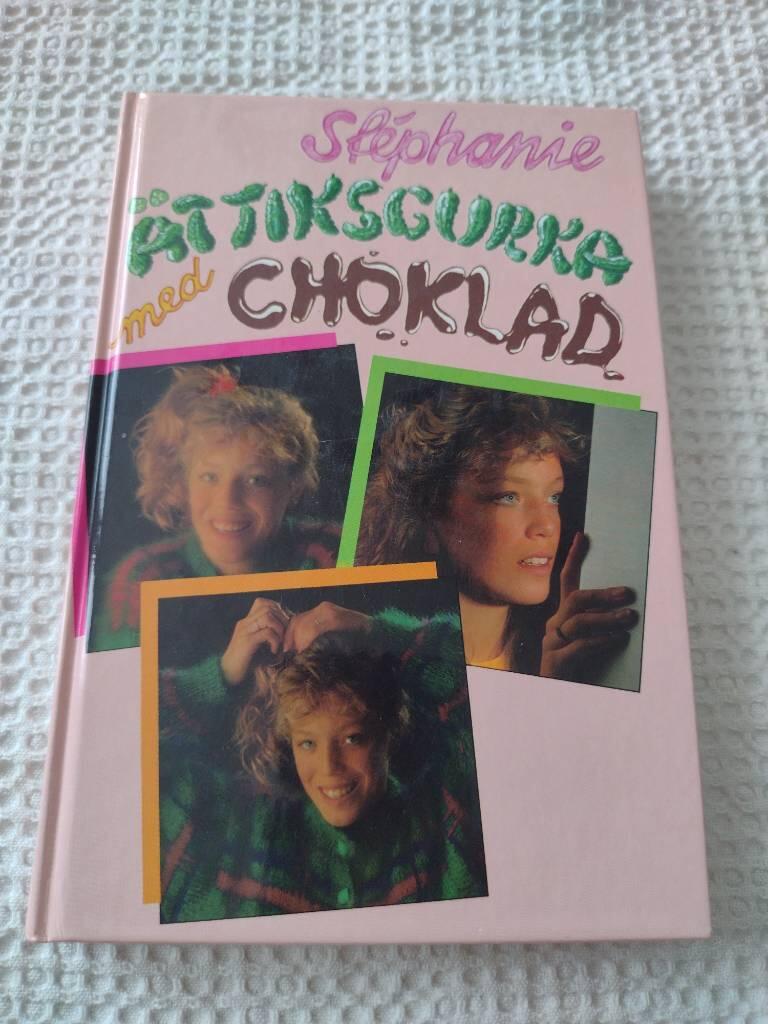 Stéphanie
ÄTTIKSGURKA
med CHOKLAD